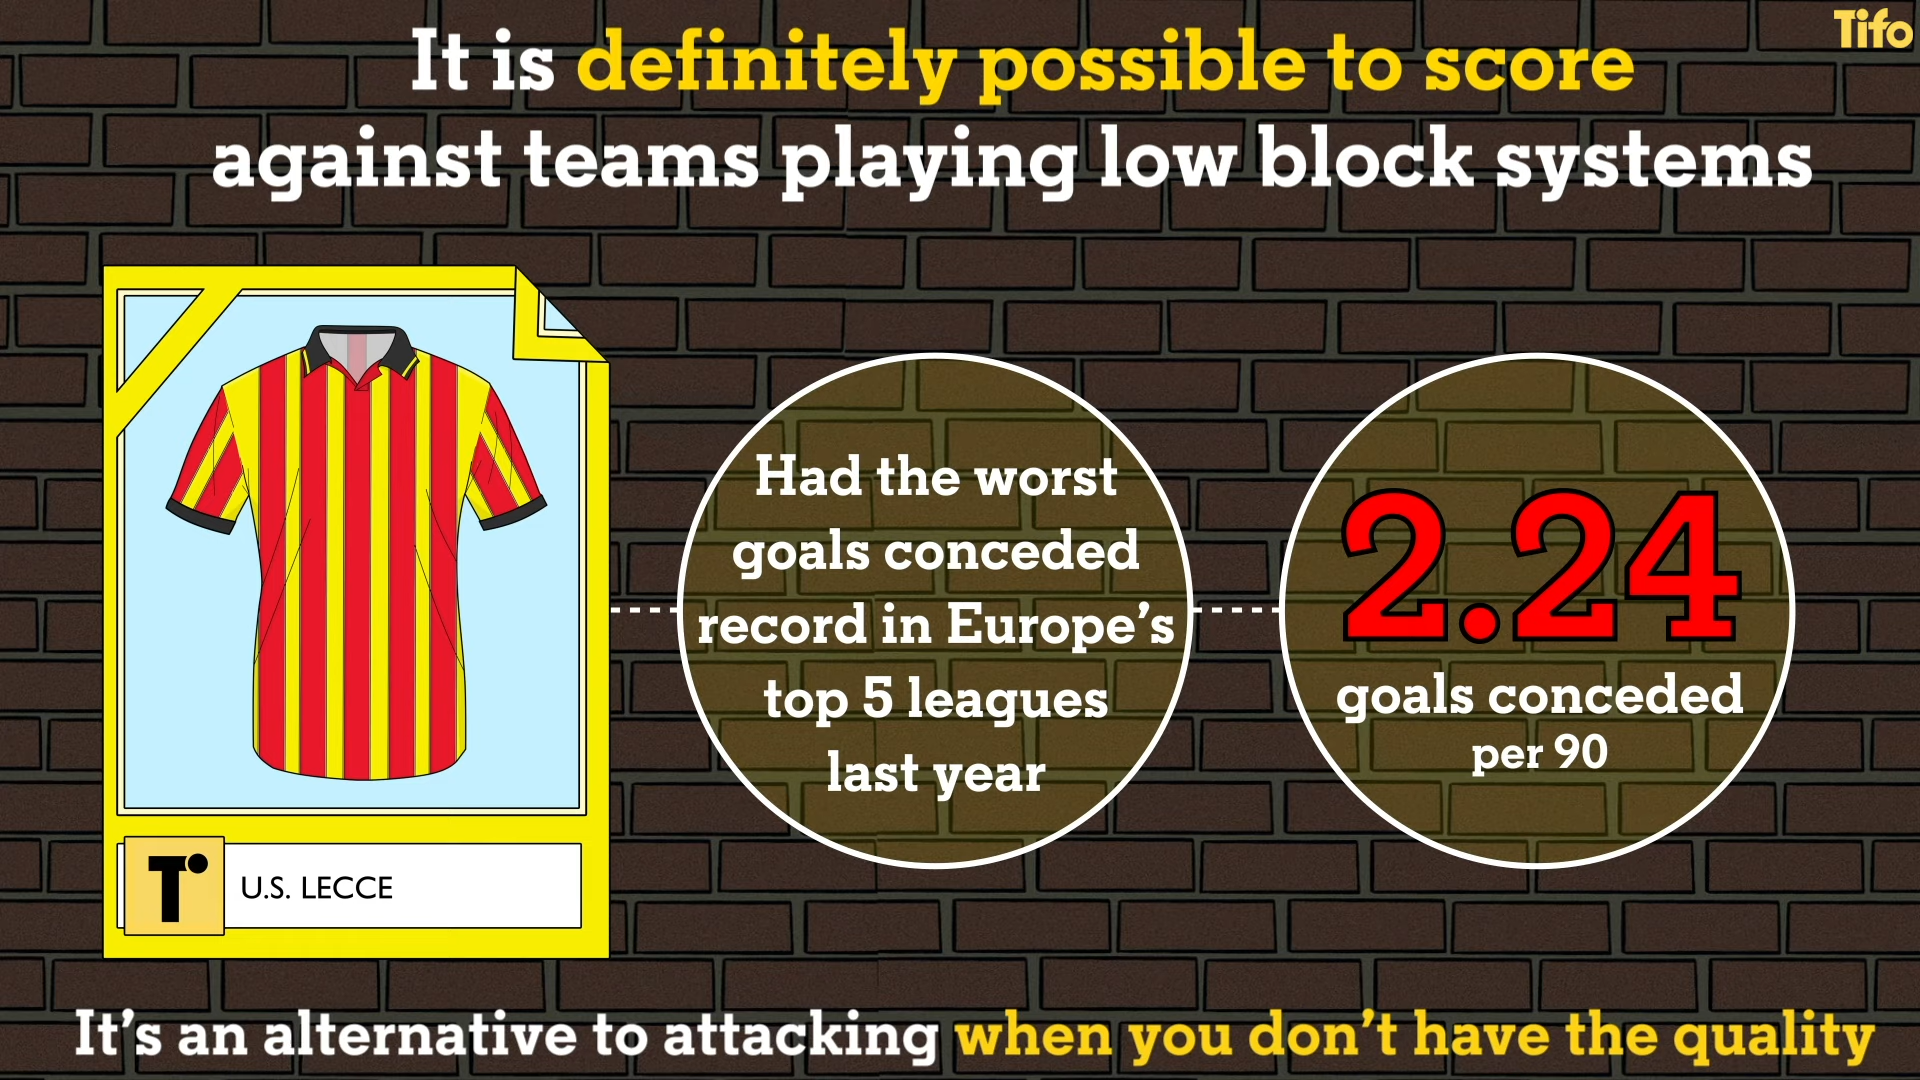 Tifo
It is definitely possible to score
against teams playing low block systems
Had the worst
goals conceded
record in Europe's
top 5 leagues
last year
2.24
goals conceded
per 90
T
U.S. LECCE
It's an alternative to attacking when you don't have the quality